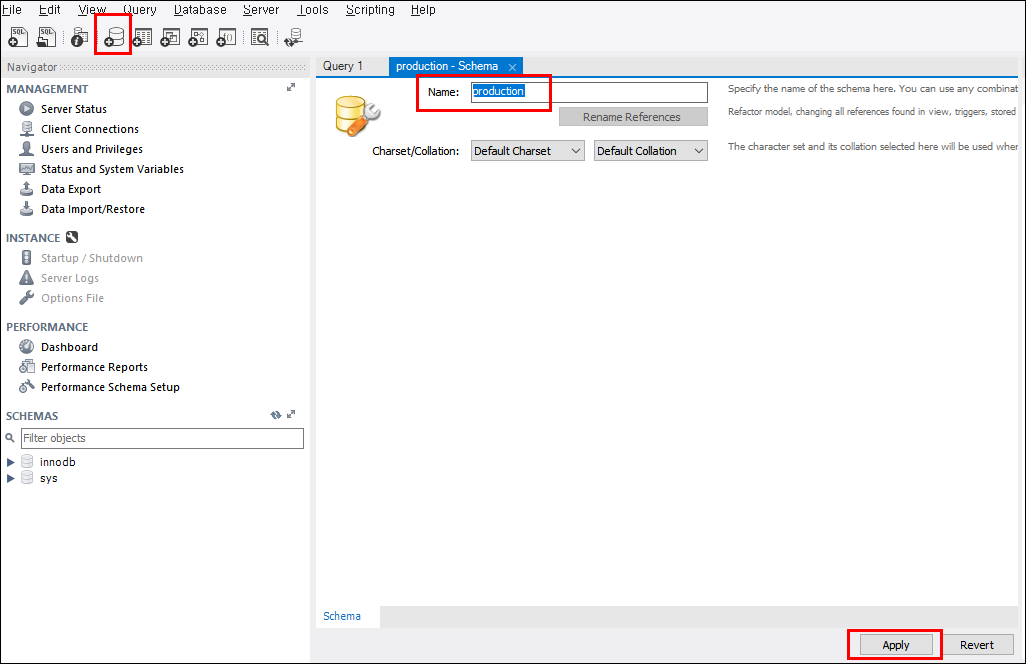 File Edit View Query Database Server Tools Scripting Help
SQL SQL
Navigator
MANAGEMENT
Server Status
Client Connections
Users and Privileges
Status and System Variables
Data Export
Data Import/Restore
INSTANCE
Startup / Shutdown
Server Logs
Options File
PERFORMANCE
Dashboard
Performance Reports
Performance Schema Setup
SCHEMAS
Filter objects
innodb
sys
Query 1 production - Schema
Name: production
Specify the name of the schema here. You can use any combinat
Rename References
Refactor model, changing all references found in view, triggers, stored
Charset/Collation: Default Charset Default Collation
The character set and its collation selected here will be used wher
Schema
Apply Revert